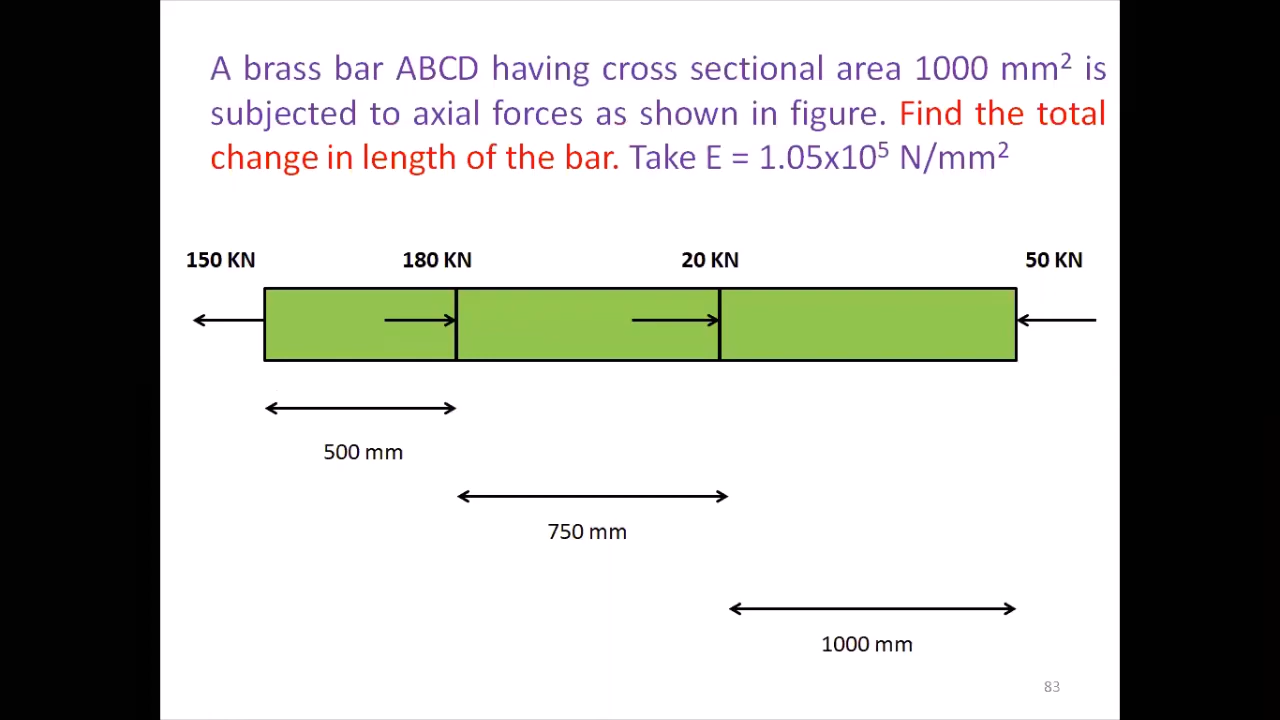 A brass bar ABCD having cross sectional area 1000 mm² is
subjected to axial forces as shown in figure. Find the total
change in length of the bar. Take E = 1.05x10⁵ N/mm²
150 KN 180 KN 20 KN 50 KN
500 mm
750 mm
1000 mm
83